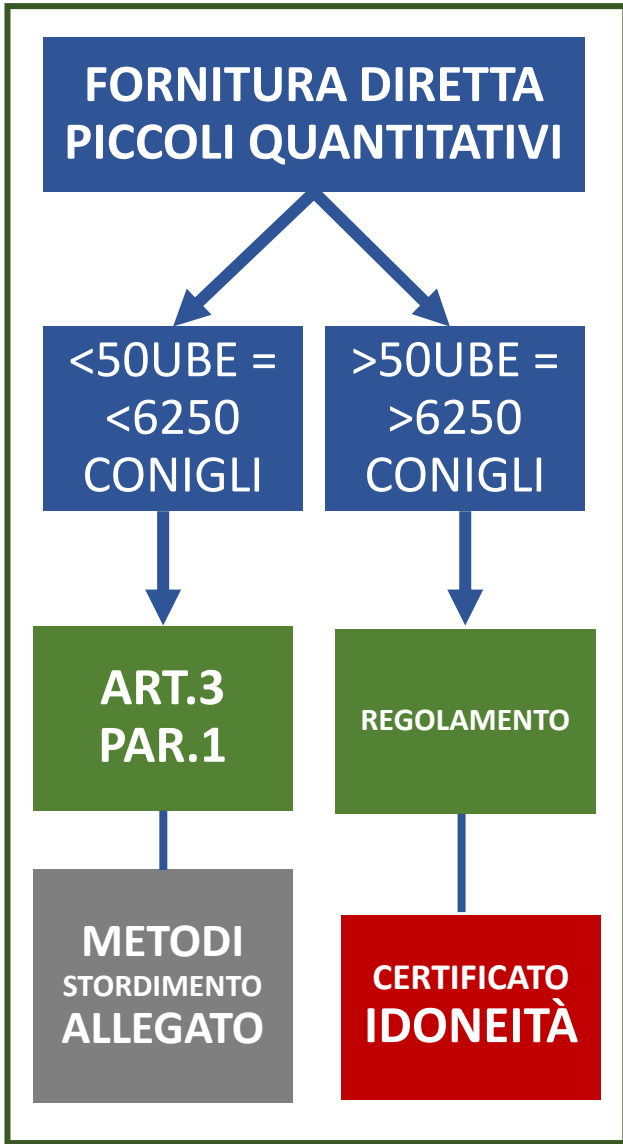 FORNITURA DIRETTA
PICCOLI QUANTITATIVI
<50UBE =
<6250
CONIGLI
>50UBE =
>6250
CONIGLI
ART.3
PAR.1
REGOLAMENTO
METODI
STORDIMENTO
ALLEGATO
CERTIFICATO
IDONEITÀ